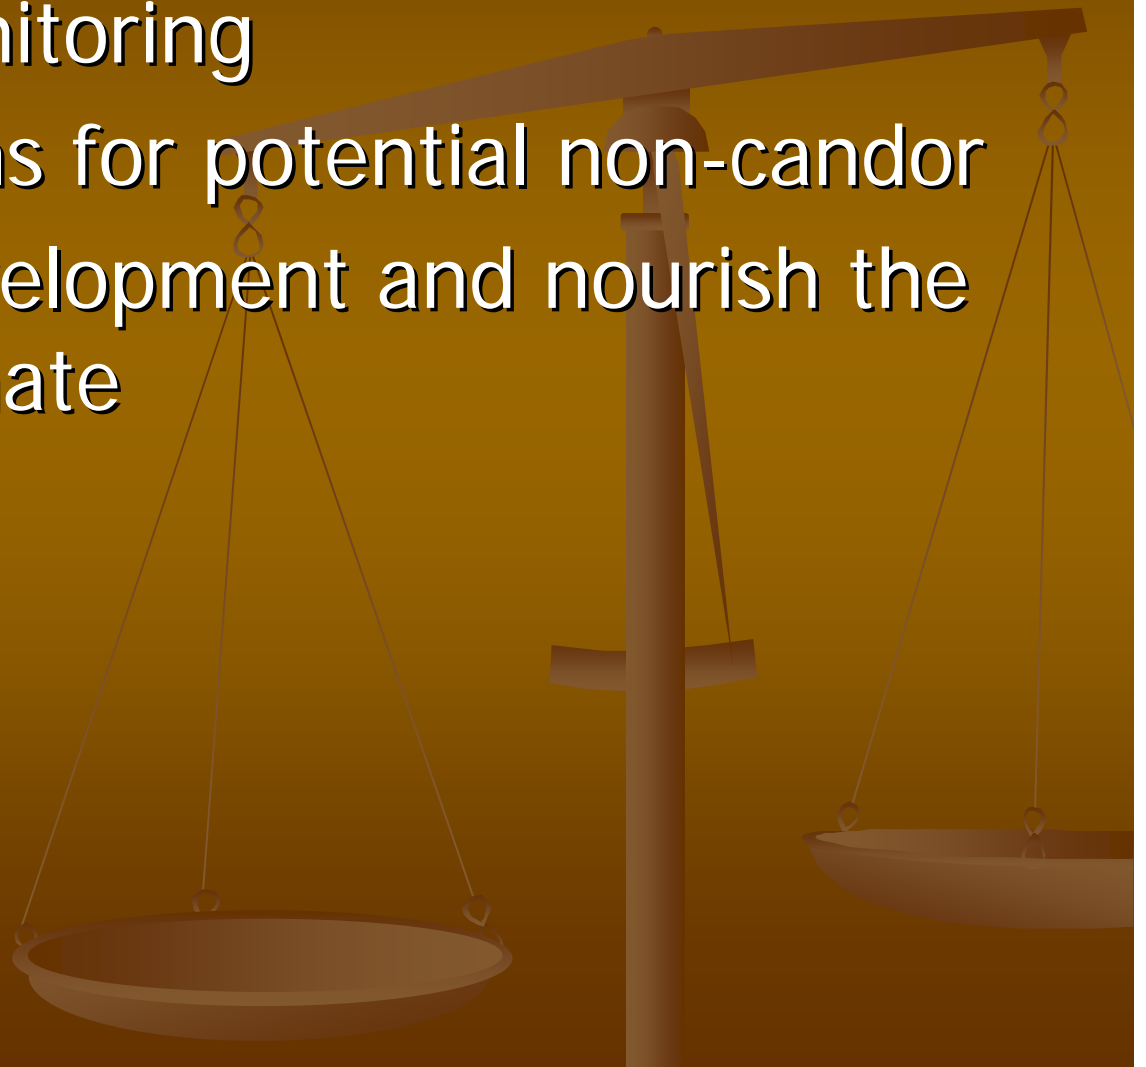 nitoring
ns for potential non-candor
elopment and nourish the
ate